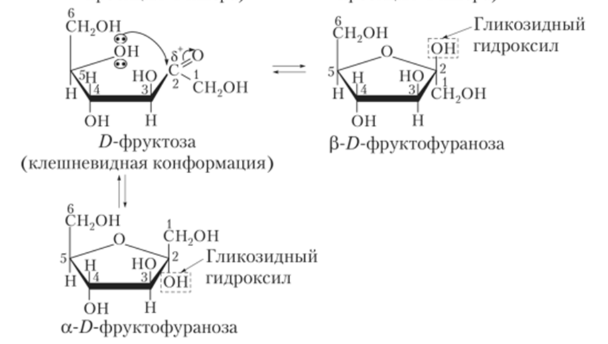 6
CH₂OH
OH
δ⁺
O
C
1
2
CH₂OH
5
H
HO
H
4
3
OH
H
D-фруктоза
(клешневидная конформация)
6
CH₂OH
O
OH
Гликозидный
гидроксил
5
H
HO
2
H
4
3
1
CH₂OH
OH
H
β-D-фруктофураноза
6
CH₂OH
O
1
CH₂OH
5
H
HO
2
H
4
3
OH
Гликозидный
гидроксил
OH
H
α-D-фруктофураноза